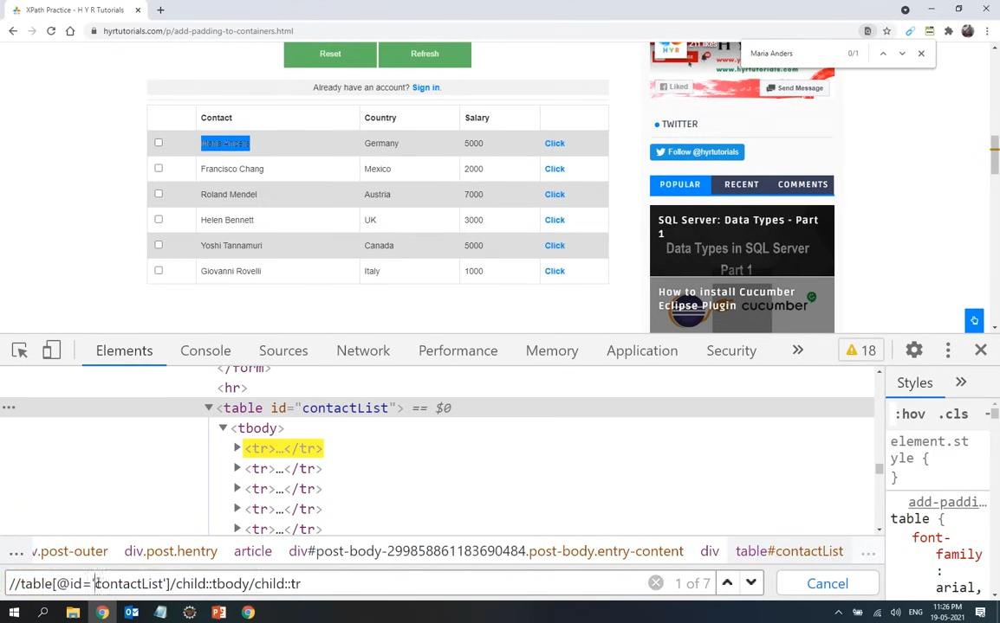 XPath Practice - H Y R Tutorials
hyrtutorials.com/p/add-padding-to-containers.html
Maria Anders 0/1
Reset Refresh
HYR
www.hyrtutorials.com
Liked Send Message
Already have an account? Sign in.
Contact Country Salary
Maria Anders Germany 5000 Click
Francisco Chang Mexico 2000 Click
Roland Mendel Austria 7000 Click
Helen Bennett UK 3000 Click
Yoshi Tannamuri Canada 5000 Click
Giovanni Rovelli Italy 1000 Click
TWITTER
Follow @hyrtutorials
POPULAR RECENT COMMENTS
SQL Server: Data Types - Part
1
Data Types in SQL Server
Part 1
How to install Cucumber
Eclipse Plugin
cucumber
Elements Console Sources Network Performance Memory Application Security » 18
</form>
<hr>
<table id="contactList"> == $0
<tbody>
<tr>…</tr>
<tr>…</tr>
<tr>…</tr>
<tr>…</tr>
<tr>…</tr>
Styles »
:hov .cls
element.st
yle {
}
add-paddi…
table {
font-
family
:
arial,
... v.post-outer div.post.hentry article div#post-body-299858861183690484.post-body.entry-content div table#contactList ...
//table[@id='contactList']/child::tbody/child::tr 1 of 7 Cancel
ENG 11:26 PM
19-05-2021